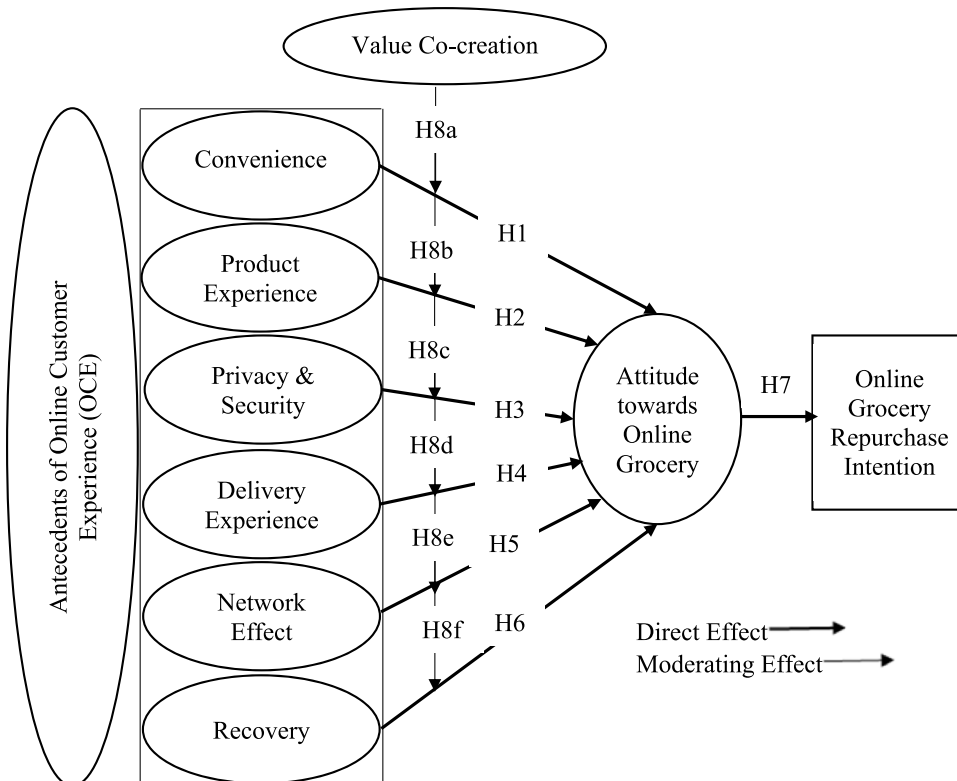 Value Co-creation
Antecedents of Online Customer
Experience (OCE)
Convenience
Product
Experience
Privacy &
Security
Delivery
Experience
Network
Effect
Recovery
H8a
H8b
H8c
H8d
H8e
H8f
H1
H2
H3
H4
H5
H6
Attitude
towards
Online
Grocery
H7
Online
Grocery
Repurchase
Intention
Direct Effect
Moderating Effect